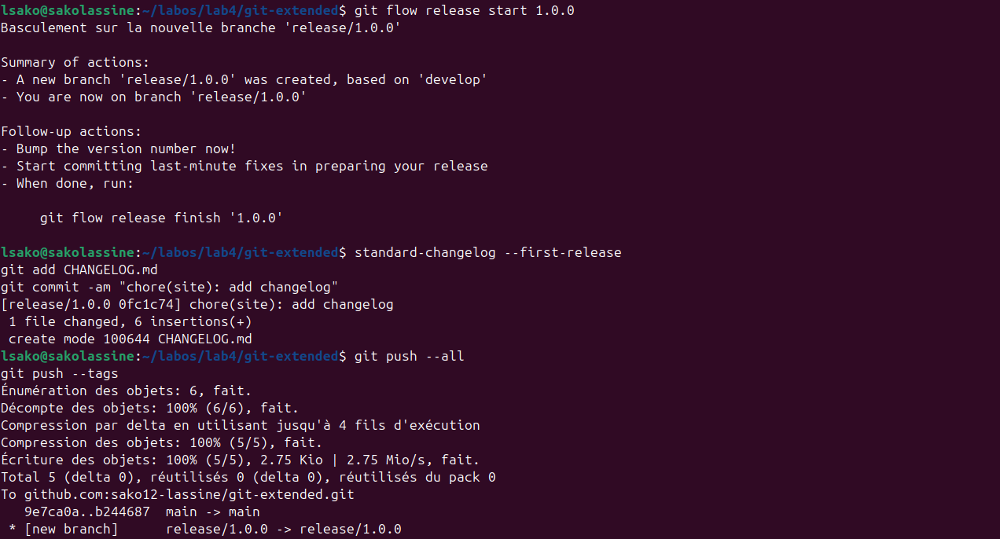 lsako@sakolassine:~/labos/lab4/git-extended$ git flow release start 1.0.0
Basculement sur la nouvelle branche 'release/1.0.0'

Summary of actions:
- A new branch 'release/1.0.0' was created, based on 'develop'
- You are now on branch 'release/1.0.0'

Follow-up actions:
- Bump the version number now!
- Start committing last-minute fixes in preparing your release
- When done, run:

     git flow release finish '1.0.0'

lsako@sakolassine:~/labos/lab4/git-extended$ standard-changelog --first-release
git add CHANGELOG.md
git commit -am "chore(site): add changelog"
[release/1.0.0 0fc1c74] chore(site): add changelog
 1 file changed, 6 insertions(+)
 create mode 100644 CHANGELOG.md
lsako@sakolassine:~/labos/lab4/git-extended$ git push --all
git push --tags
Énumération des objets: 6, fait.
Décompte des objets: 100% (6/6), fait.
Compression par delta en utilisant jusqu'à 4 fils d'exécution
Compression des objets: 100% (5/5), fait.
Écriture des objets: 100% (5/5), 2.75 Kio | 2.75 Mio/s, fait.
Total 5 (delta 0), réutilisés 0 (delta 0), réutilisés du pack 0
To github.com:sako12-lassine/git-extended.git
   9e7ca0a..b244687  main -> main
 * [new branch]      release/1.0.0 -> release/1.0.0